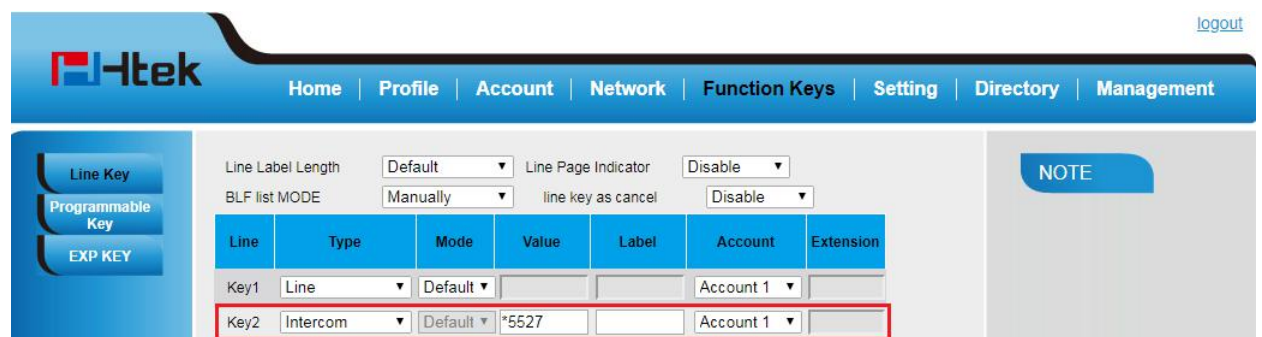 logout
Htek
Home | Profile | Account | Network | Function Keys | Setting | Directory | Management
Line Key
Programmable Key
EXP KEY
Line Label Length Default Line Page Indicator Disable
BLF list MODE Manually line key as cancel Disable
Line Type Mode Value Label Account Extension
Key1 Line Default Account 1
Key2 Intercom Default *5527 Account 1
NOTE